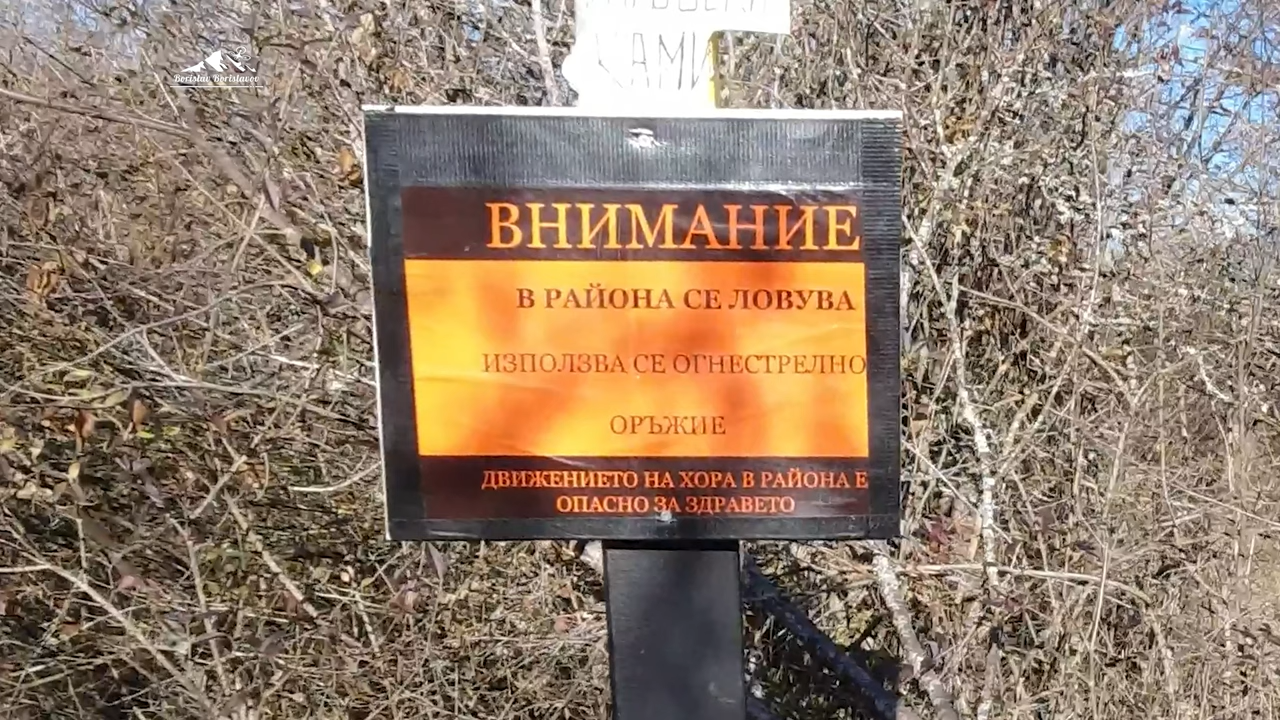 Borislav Borislavov
ВНИМАНИЕ
В РАЙОНА СЕ ЛОВУВА
ИЗПОЛЗВА СЕ ОГНЕСТРЕЛНО
ОРЪЖИЕ
ДВИЖЕНИЕТО НА ХОРА В РАЙОНА Е
ОПАСНО ЗА ЗДРАВЕТО